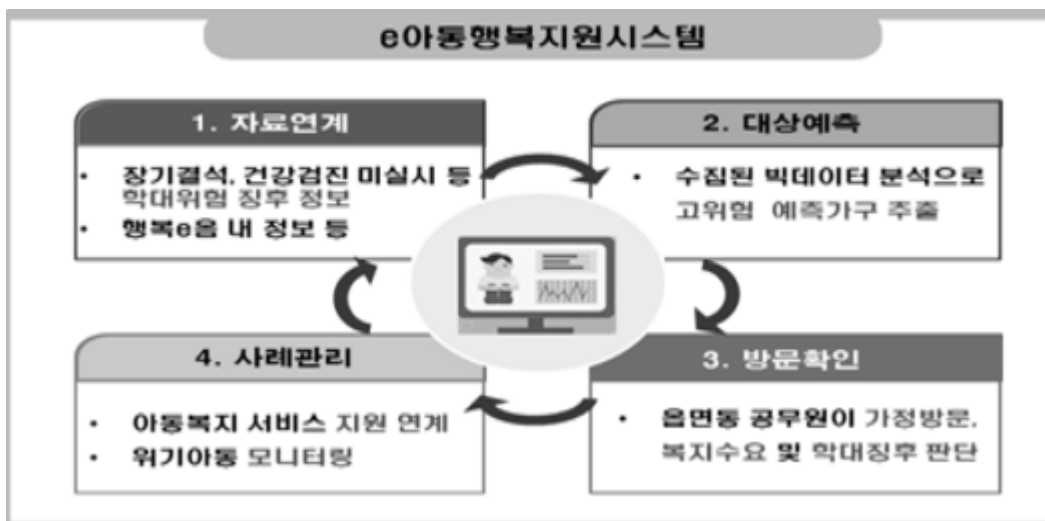 e아동행복지원시스템
1. 자료연계
• 장기결석, 건강검진 미실시 등
학대위험 징후 정보
• 행복e음 내 정보 등
2. 대상예측
• 수집된 빅데이터 분석으로
고위험 예측가구 추출
3. 방문확인
• 읍면동 공무원이 가정방문,
복지수요 및 학대징후 판단
4. 사례관리
• 아동복지 서비스 지원 연계
• 위기아동 모니터링